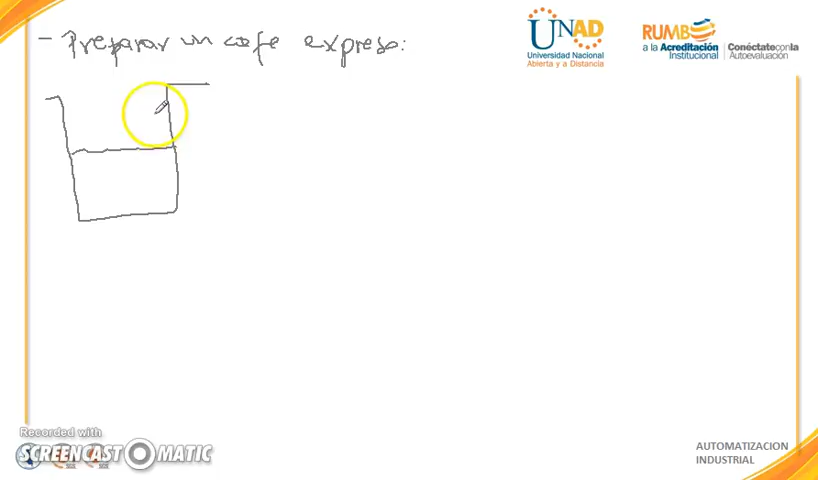 - Preparar un cafe expreso:
UNAD
Universidad Nacional
Abierta y a Distancia
RUMBO
a la Acreditación
Institucional
Conéctate con la
Autoevaluación
Recorded with
SCREENCAST MATIC
AUTOMATIZACION
INDUSTRIAL